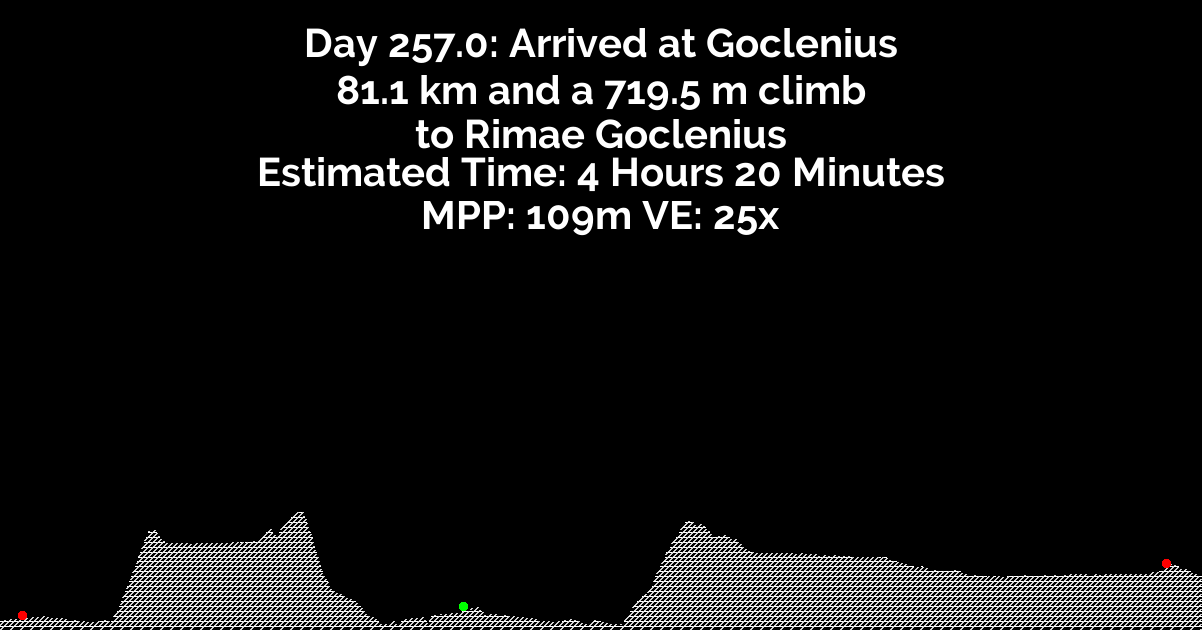 Day 257.0: Arrived at Goclenius
81.1 km and a 719.5 m climb
to Rimae Goclenius
Estimated Time: 4 Hours 20 Minutes
MPP: 109m VE: 25x